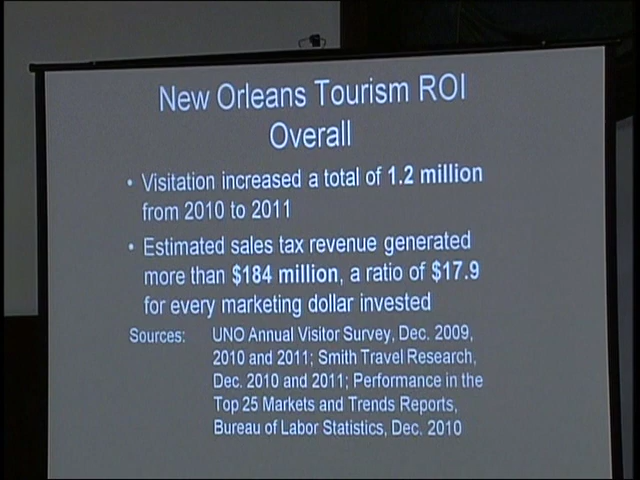 New Orleans Tourism ROI
Overall
• Visitation increased a total of 1.2 million
from 2010 to 2011
• Estimated sales tax revenue generated
more than $184 million, a ratio of $17.9
for every marketing dollar invested
Sources: UNO Annual Visitor Survey, Dec. 2009,
2010 and 2011; Smith Travel Research,
Dec. 2010 and 2011; Performance in the
Top 25 Markets and Trends Reports,
Bureau of Labor Statistics, Dec. 2010